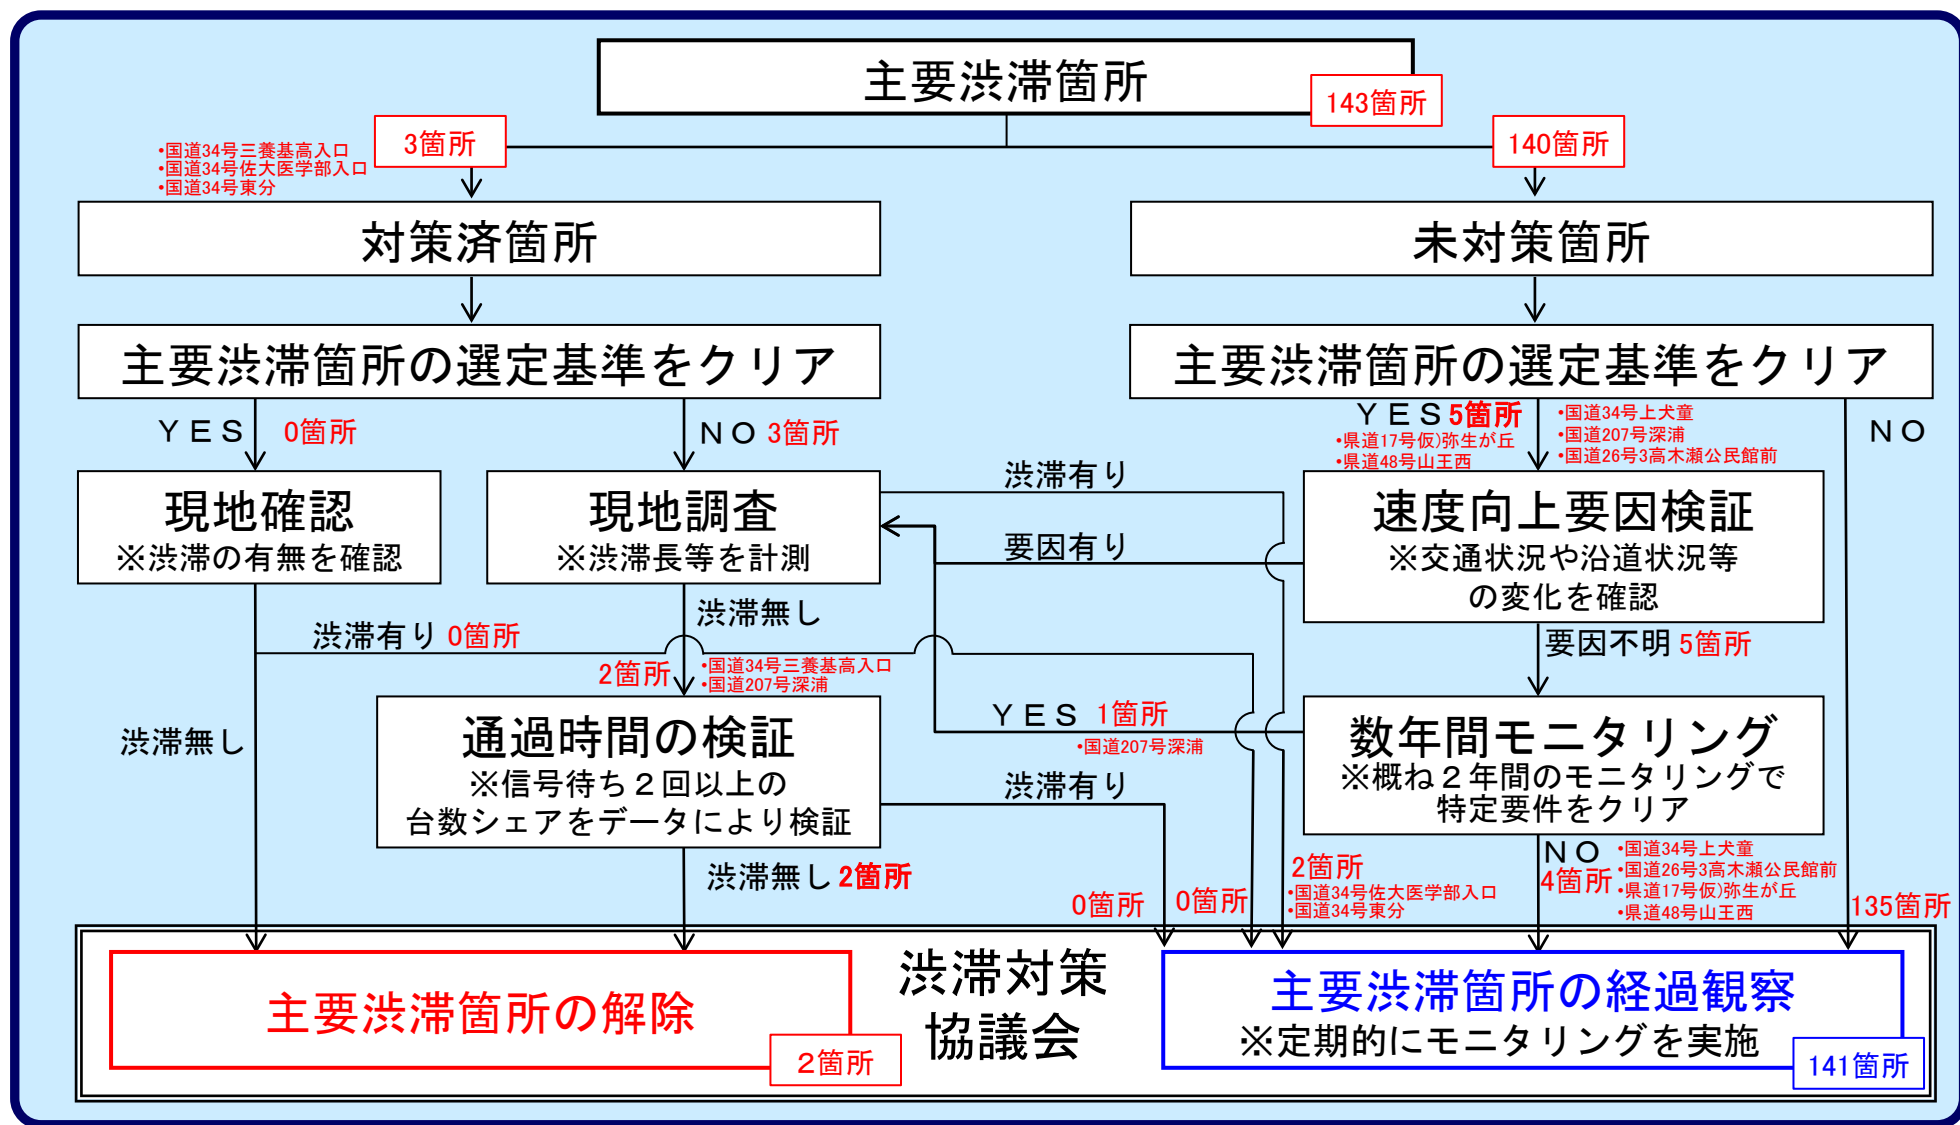 主要渋滞箇所
143箇所
3箇所
•国道34号三養基高入口
•国道34号佐大医学部入口
•国道34号東分
140箇所
対策済箇所
未対策箇所
主要渋滞箇所の選定基準をクリア
主要渋滞箇所の選定基準をクリア
ＹＥＳ 0箇所
ＮＯ 3箇所
ＹＥＳ 5箇所
•県道17号仮)弥生が丘
•県道48号山王西
•国道34号上犬童
•国道207号深浦
•国道26号3高木瀬公民館前
ＮＯ
現地確認
※渋滞の有無を確認
現地調査
※渋滞長等を計測
渋滞有り
要因有り
速度向上要因検証
※交通状況や沿道状況等
の変化を確認
渋滞有り 0箇所
渋滞無し
2箇所
•国道34号三養基高入口
•国道207号深浦
要因不明 5箇所
渋滞無し
通過時間の検証
※信号待ち２回以上の
台数シェアをデータにより検証
ＹＥＳ 1箇所
•国道207号深浦
渋滞有り
数年間モニタリング
※概ね２年間のモニタリングで
特定要件をクリア
渋滞無し 2箇所
0箇所
0箇所
2箇所
•国道34号佐大医学部入口
•国道34号東分
ＮＯ
4箇所
•国道34号上犬童
•国道26号3高木瀬公民館前
•県道17号仮)弥生が丘
•県道48号山王西
135箇所
主要渋滞箇所の解除
2箇所
渋滞対策
協議会
主要渋滞箇所の経過観察
※定期的にモニタリングを実施
141箇所